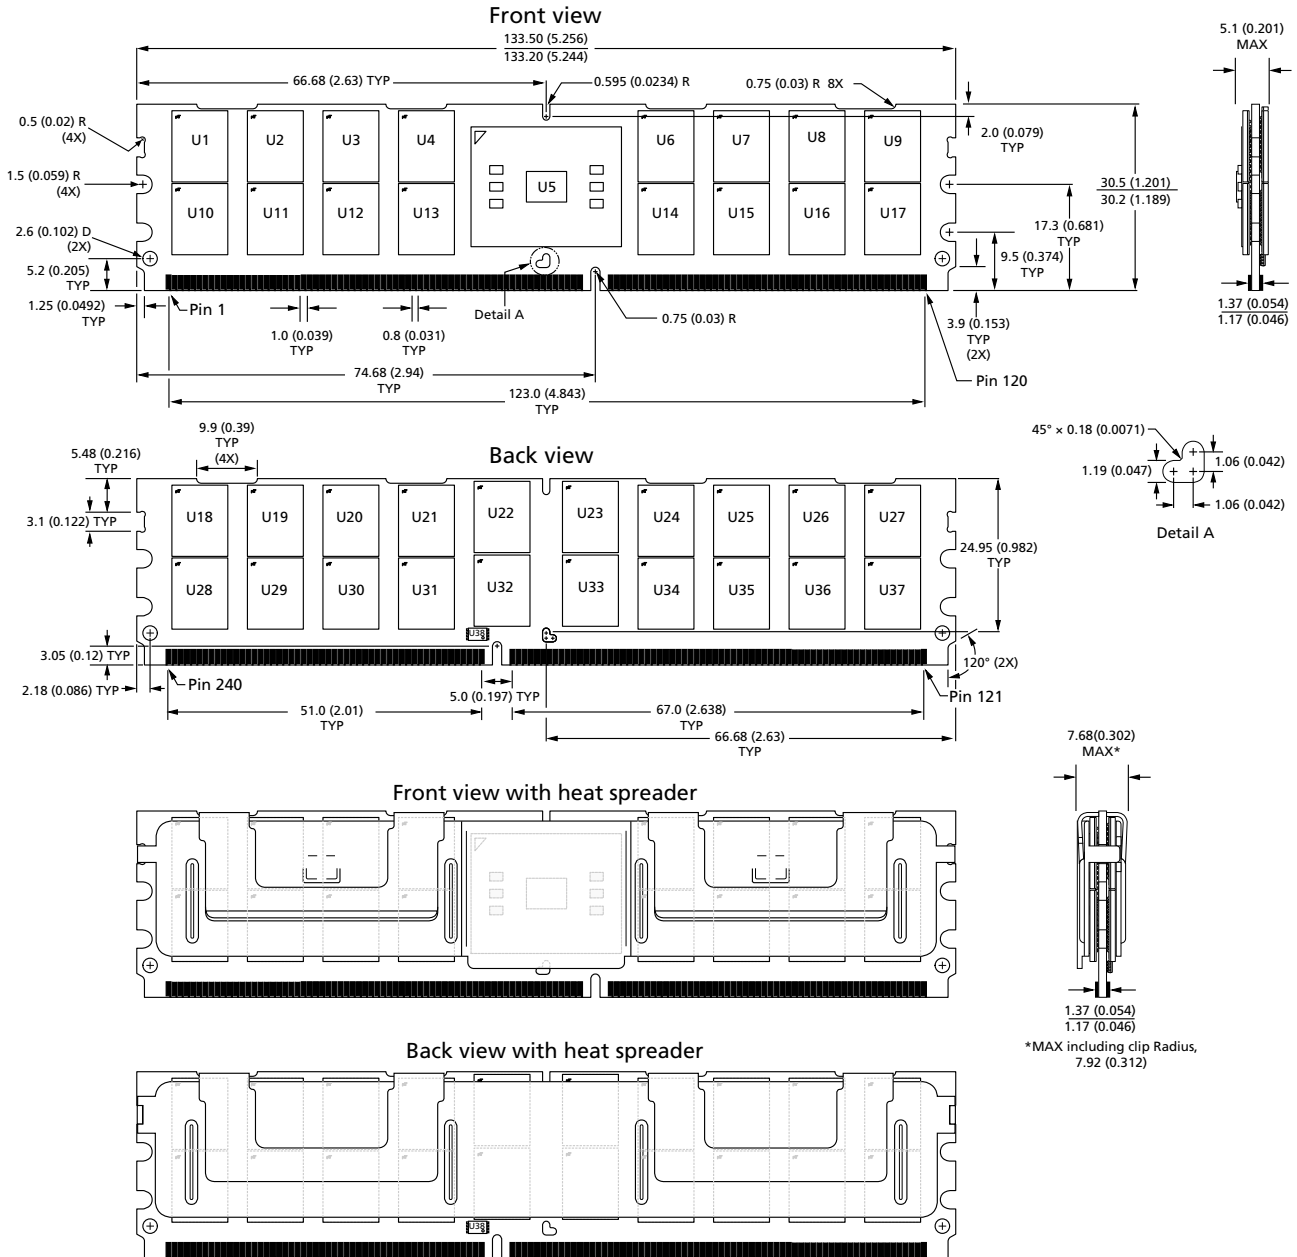 Front view
133.50 (5.256)
133.20 (5.244)
66.68 (2.63) TYP
0.595 (0.0234) R
0.75 (0.03) R 8X
5.1 (0.201)
MAX
0.5 (0.02) R
(4X)
U1
U2
U3
U4
U6
U7
U8
U9
2.0 (0.079)
TYP
1.5 (0.059) R
(4X)
U5
30.5 (1.201)
30.2 (1.189)
U10
U11
U12
U13
U14
U15
U16
U17
17.3 (0.681)
TYP
2.6 (0.102) D
(2X)
9.5 (0.374)
TYP
5.2 (0.205)
TYP
1.25 (0.0492)
TYP
Pin 1
1.0 (0.039)
TYP
0.8 (0.031)
TYP
Detail A
0.75 (0.03) R
3.9 (0.153)
TYP
(2X)
1.37 (0.054)
1.17 (0.046)
74.68 (2.94)
TYP
Pin 120
123.0 (4.843)
TYP
9.9 (0.39)
TYP
(4X)
5.48 (0.216)
TYP
Back view
45° × 0.18 (0.0071)
1.19 (0.047)
1.06 (0.042)
1.06 (0.042)
Detail A
3.1 (0.122) TYP
U18
U19
U20
U21
U22
U23
U24
U25
U26
U27
24.95 (0.982)
TYP
U28
U29
U30
U31
U32
U33
U34
U35
U36
U37
U38
3.05 (0.12) TYP
120° (2X)
2.18 (0.086) TYP
Pin 240
5.0 (0.197) TYP
Pin 121
51.0 (2.01)
TYP
67.0 (2.638)
TYP
66.68 (2.63)
TYP
7.68(0.302)
MAX*
Front view with heat spreader
1.37 (0.054)
1.17 (0.046)
*MAX including clip Radius,
7.92 (0.312)
Back view with heat spreader
U38